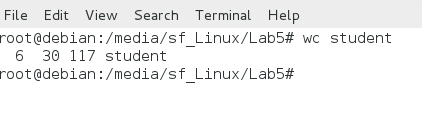 File Edit View Search Terminal Help
root@debian:/media/sf_Linux/Lab5# wc student
  6  30 117 student
root@debian:/media/sf_Linux/Lab5#